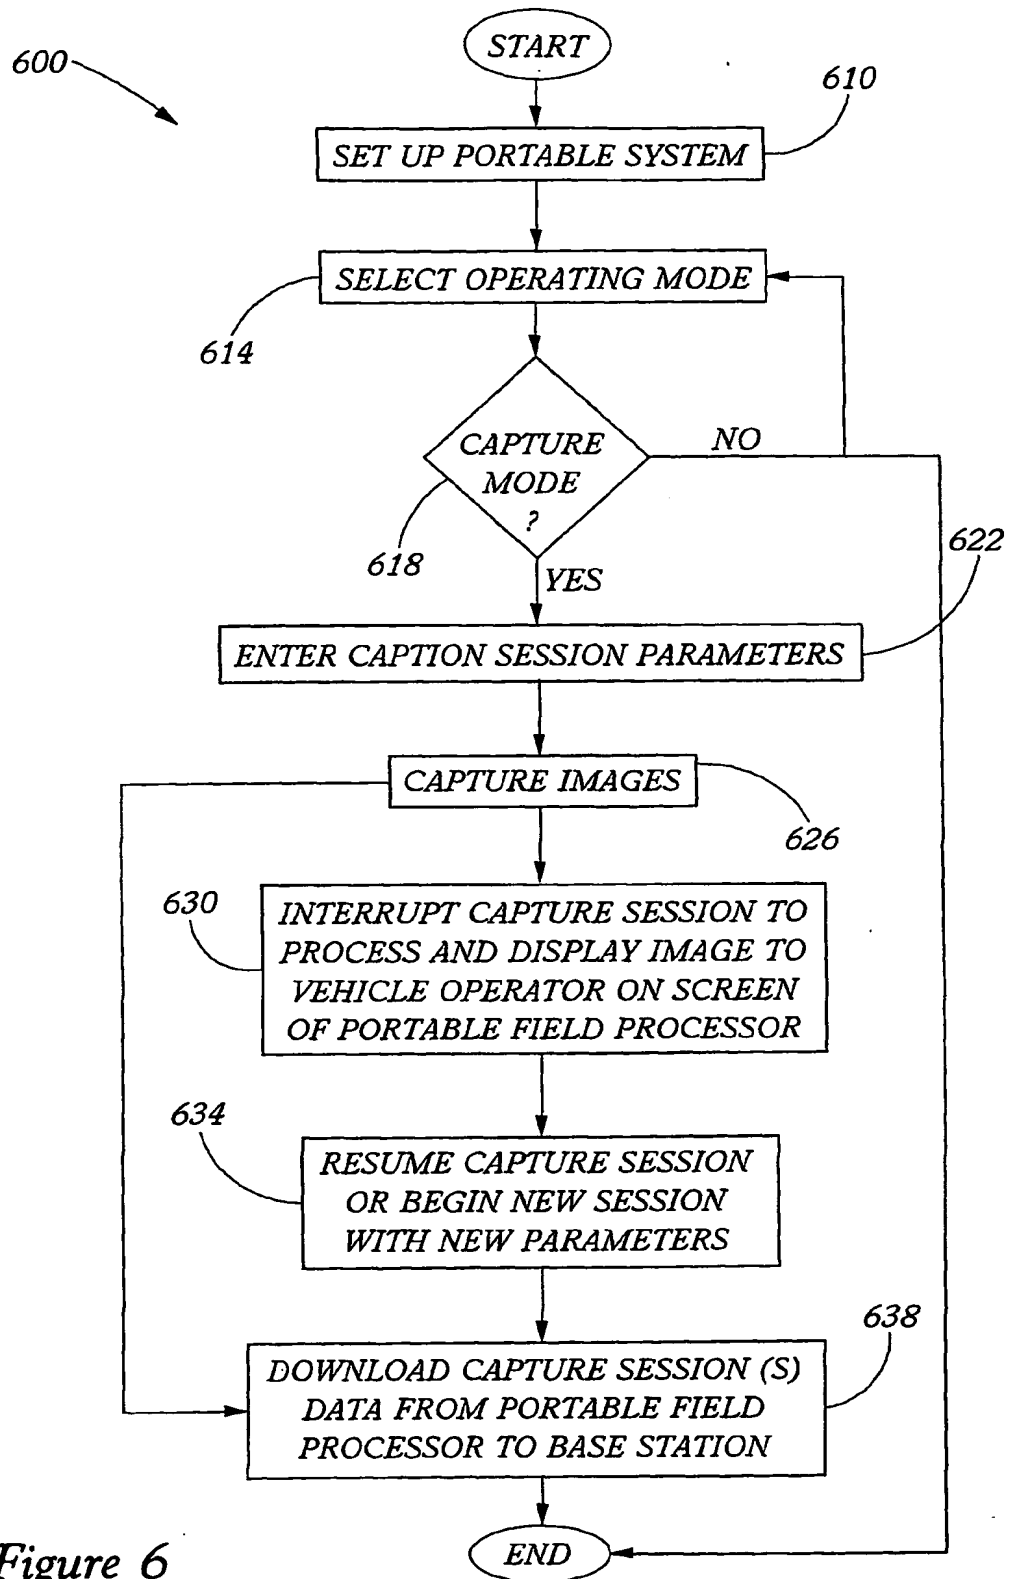 START
600
610
SET UP PORTABLE SYSTEM
SELECT OPERATING MODE
614
CAPTURE
MODE
?
NO
618
YES
622
ENTER CAPTION SESSION PARAMETERS
CAPTURE IMAGES
626
630
INTERRUPT CAPTURE SESSION TO
PROCESS AND DISPLAY IMAGE TO
VEHICLE OPERATOR ON SCREEN
OF PORTABLE FIELD PROCESSOR
634
RESUME CAPTURE SESSION
OR BEGIN NEW SESSION
WITH NEW PARAMETERS
638
DOWNLOAD CAPTURE SESSION (S)
DATA FROM PORTABLE FIELD
PROCESSOR TO BASE STATION
END
Figure 6